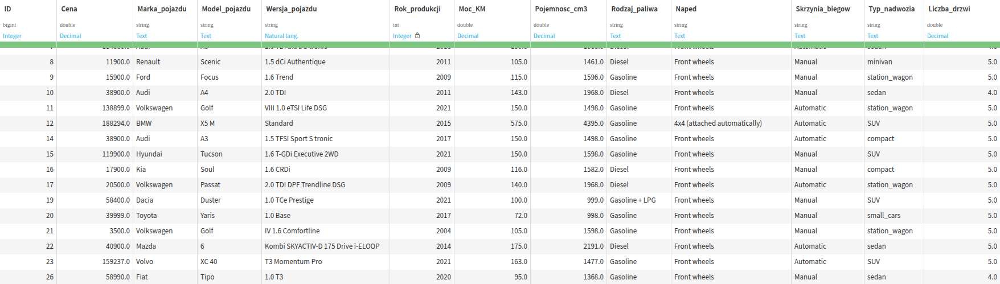 ID Cena Marka_pojazdu Model_pojazdu Wersja_pojazdu Rok_produkcji Moc_KM Pojemnosc_cm3 Rodzaj_paliwa Naped Skrzynia_biegow Typ_nadwozia Liczba_drzwi
bigint double string string string int double double string string string string double
Integer Decimal Text Text Natural lang. Integer Decimal Decimal Text Text Text Text Decimal
8 11900.0 Renault Scenic 1.5 dCi Authentique 2011 105.0 1461.0 Diesel Front wheels Manual minivan 5.0
9 15900.0 Ford Focus 1.6 Trend 2009 115.0 1596.0 Gasoline Front wheels Manual station_wagon 5.0
10 38900.0 Audi A4 2.0 TDI 2011 143.0 1968.0 Diesel Front wheels Manual sedan 4.0
11 138899.0 Volkswagen Golf VIII 1.0 eTSI Life DSG 2021 150.0 1498.0 Gasoline Front wheels Automatic station_wagon 5.0
12 188294.0 BMW X5 M Standard 2015 575.0 4395.0 Gasoline 4x4 (attached automatically) Automatic SUV 5.0
14 38900.0 Audi A3 1.5 TFSI Sport S tronic 2017 150.0 1498.0 Gasoline Front wheels Automatic compact 5.0
15 119900.0 Hyundai Tucson 1.6 T-GDi Executive 2WD 2021 150.0 1598.0 Gasoline Front wheels Manual SUV 5.0
16 17900.0 Kia Soul 1.6 CRDi 2009 116.0 1582.0 Diesel Front wheels Manual compact 5.0
17 20500.0 Volkswagen Passat 2.0 TDI DPF Trendline DSG 2009 140.0 1968.0 Diesel Front wheels Automatic station_wagon 5.0
19 58400.0 Dacia Duster 1.0 TCe Prestige 2021 100.0 999.0 Gasoline + LPG Front wheels Manual SUV 5.0
20 39999.0 Toyota Yaris 1.0 Base 2017 72.0 998.0 Gasoline Front wheels Manual small_cars 5.0
21 3500.0 Volkswagen Golf IV 1.6 Comfortline 2004 105.0 1598.0 Gasoline Front wheels Manual station_wagon 5.0
22 40900.0 Mazda 6 Kombi SKYACTIV-D 175 Drive i-ELOOP 2014 175.0 2191.0 Diesel Front wheels Automatic sedan 5.0
23 159237.0 Volvo XC 40 T3 Momentum Pro 2021 163.0 1477.0 Gasoline Front wheels Automatic SUV 5.0
26 58990.0 Fiat Tipo 1.0 T3 2020 95.0 1368.0 Gasoline Front wheels Manual sedan 4.0